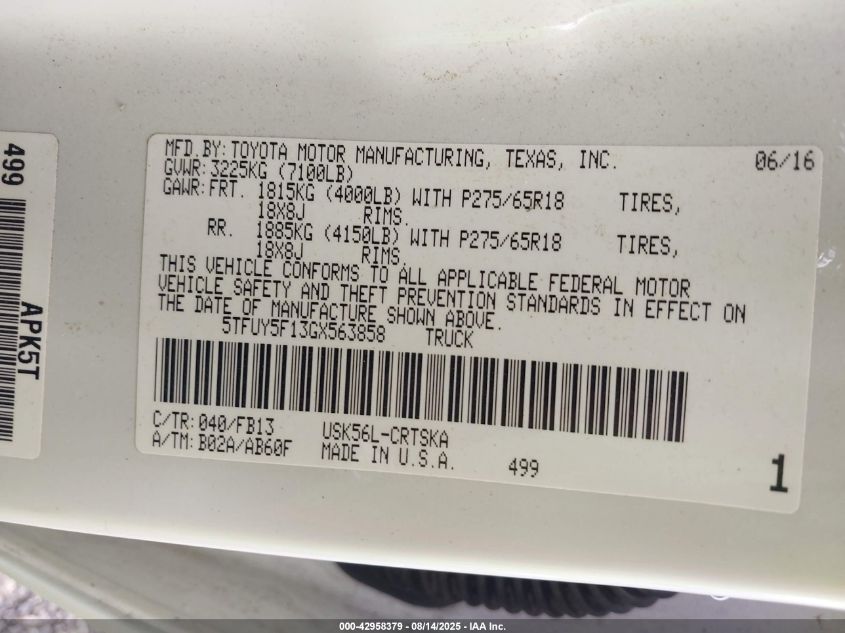 499
APK5T
MFD.BY:TOYOTA MOTOR MANUFACTURING, TEXAS, INC. 06/16
GVWR:3225KG (7100LB)
GAWR:FRT. 1815KG (4000LB) WITH P275/65R18 TIRES,
18X8J RIMS.
RR. 1885KG (4150LB) WITH P275/65R18 TIRES,
18X8J RIMS.
THIS VEHICLE CONFORMS TO ALL APPLICABLE FEDERAL MOTOR
VEHICLE SAFETY AND THEFT PREVENTION STANDARDS IN EFFECT ON
THE DATE OF MANUFACTURE SHOWN ABOVE.
5TFUY5F13GX563858 TRUCK
C/TR:040/FB13 USK56L-CRTSKA
A/TM:B02A/AB60F MADE IN U.S.A. 499
1
000-42958379 - 08/14/2025 - IAA Inc.